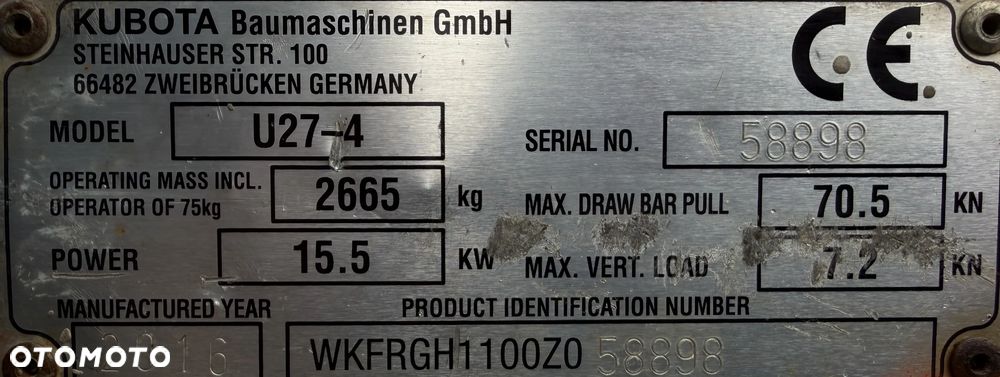 KUBOTA Baumaschinen GmbH
STEINHAUSER STR. 100
66482 ZWEIBRÜCKEN GERMANY
CE
MODEL U27-4
SERIAL NO. 58898
OPERATING MASS INCL.
OPERATOR OF 75kg 2665 kg
MAX. DRAW BAR PULL 70.5 KN
POWER 15.5 KW
MAX. VERT. LOAD 7.2 KN
MANUFACTURED YEAR
2016
PRODUCT IDENTIFICATION NUMBER
WKFRGH1100Z058898
OTOMOTO